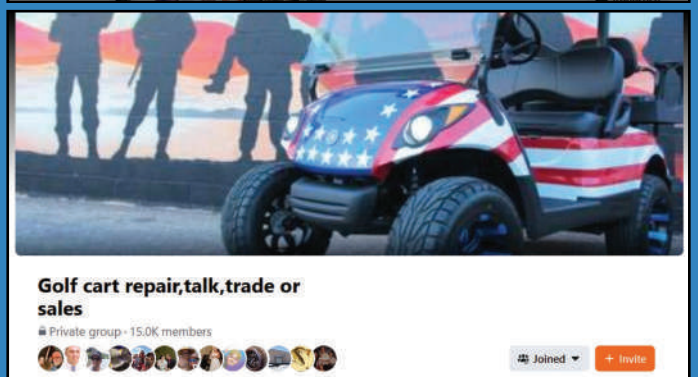 Golf cart repair,talk,trade or
sales
Private group · 15.0K members
Joined
+ Invite